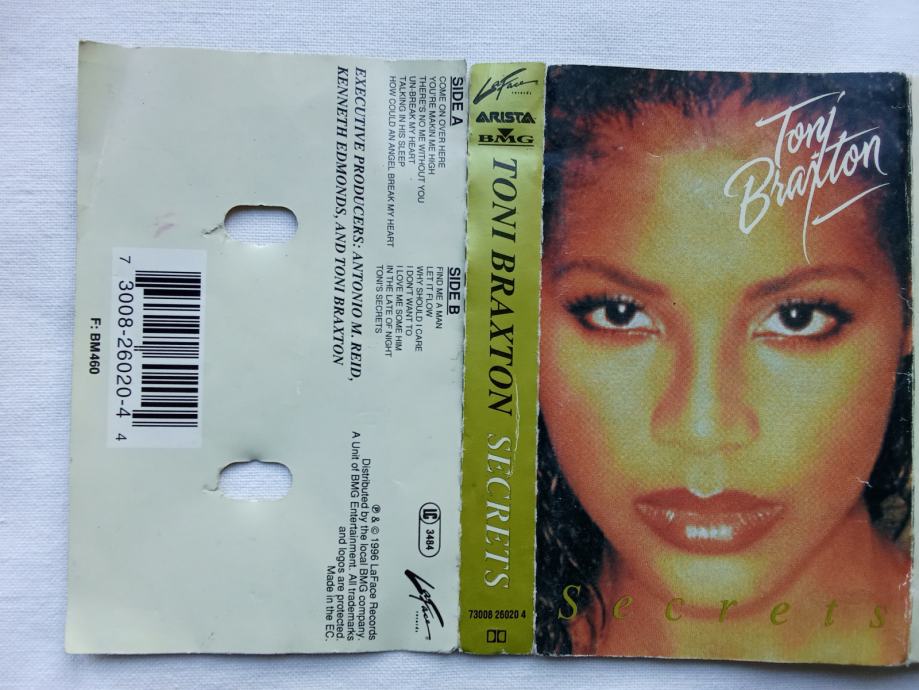 SIDE A
COME ON OVER HERE
YOU'RE MAKIN ME HIGH
THERE'S NO ME WITHOUT YOU
UN-BREAK MY HEART
TALKING IN HIS SLEEP
HOW COULD AN ANGEL BREAK MY HEART
SIDE B
FIND ME A MAN
LET IT FLOW
WHY SHOULD I CARE
I DON'T WANT TO
I LOVE ME SOME HIM
IN THE LATE OF NIGHT
TONI'S SECRETS
EXECUTIVE PRODUCERS: ANTONIO M. REID,
KENNETH EDMONDS, AND TONI BRAXTON
7 30008-26020-4 4
F: BM460
LC 3484
LaFace
records
℗ & © 1996 LaFace Records
Distributed by the local BMG company.
A Unit of BMG Entertainment. All trademarks
and logos are protected.
Made in the EC.
LaFace
records
ARISTA
BMG
TONI BRAXTON SECRETS
73008 26020 4
Toni
Braxton
Secrets